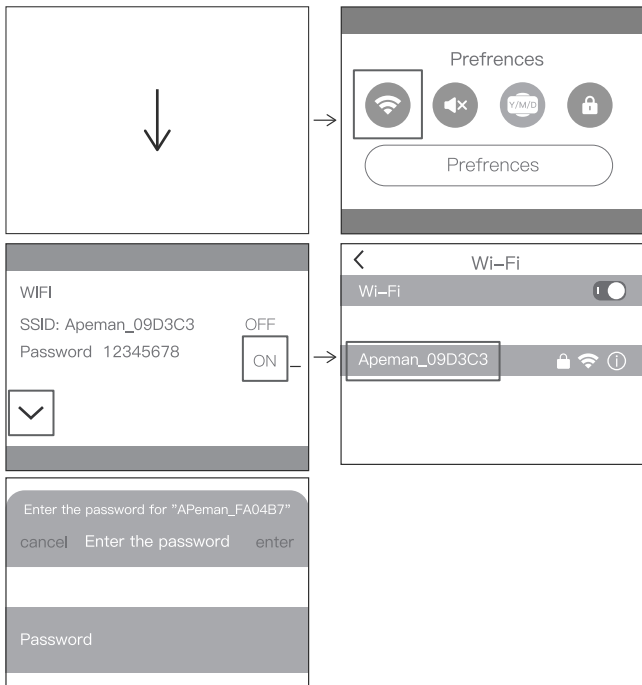 Prefrences
Y/M/D
Prefrences
WIFI
SSID: Apeman_09D3C3 OFF
Password 12345678 ON
Wi-Fi
Wi-Fi
Apeman_09D3C3
Enter the password for "APeman_FA04B7"
cancel Enter the password enter
Password